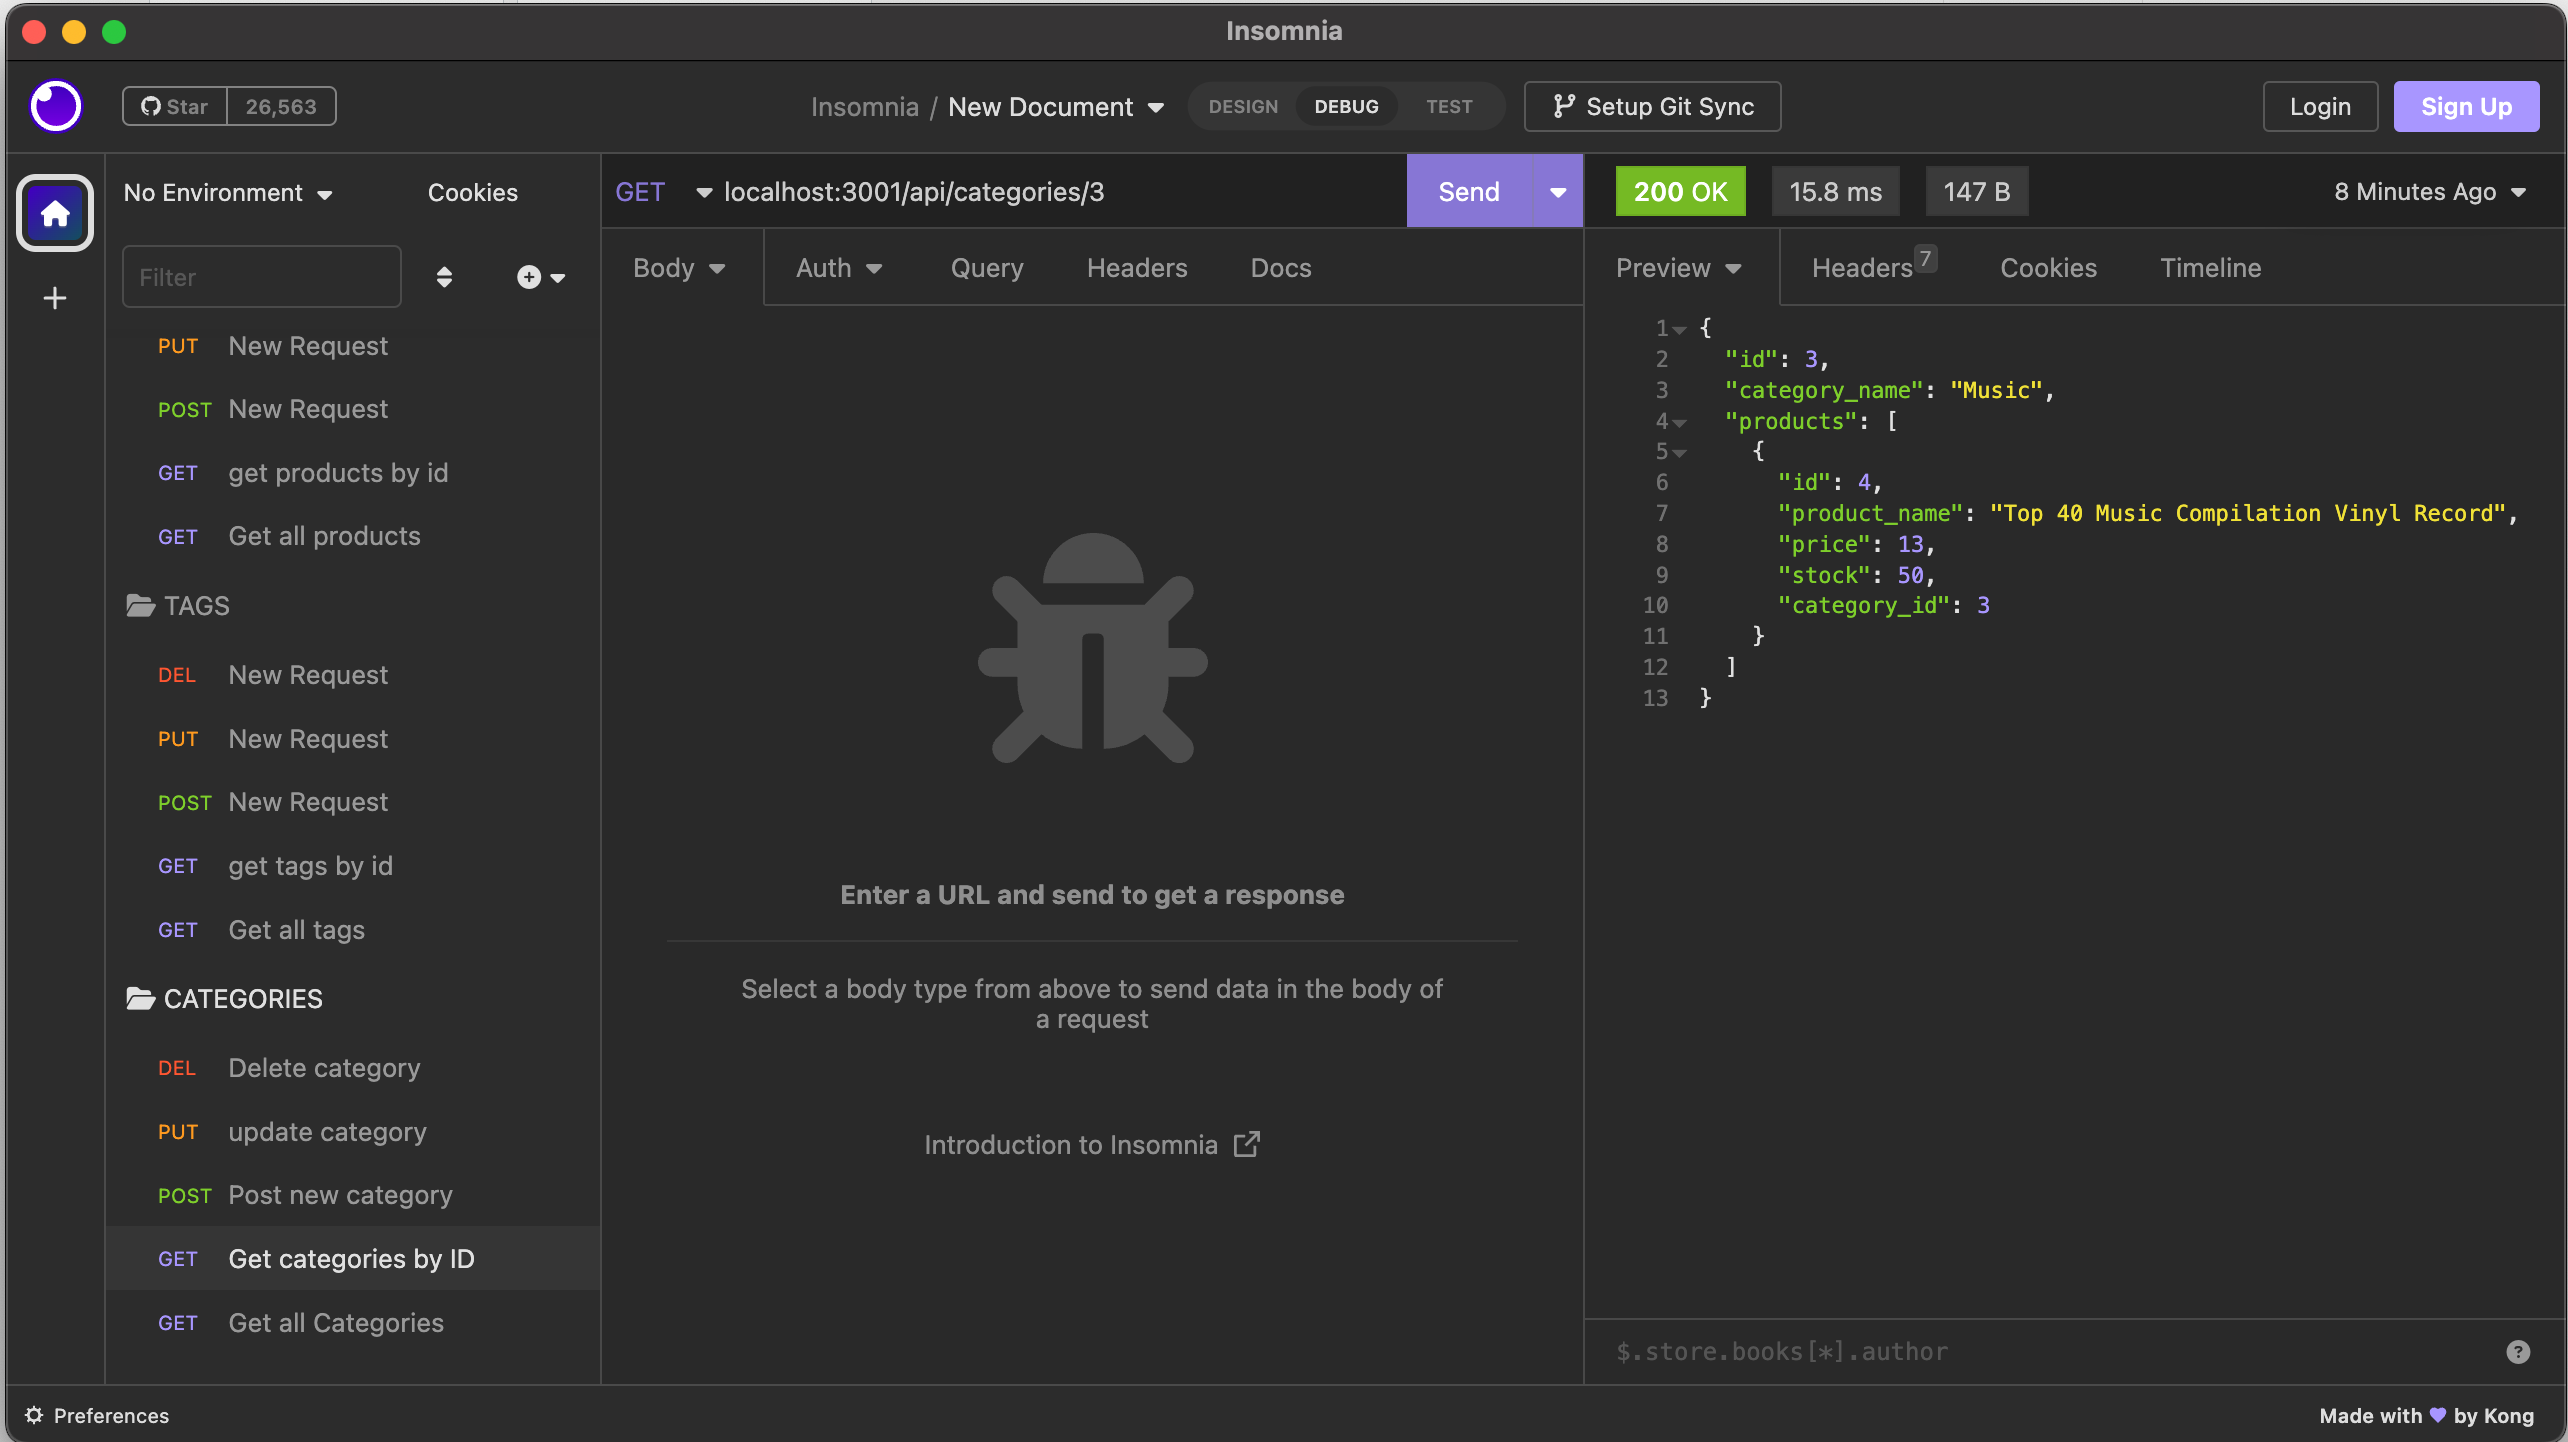 Insomnia
Star 26,563
Insomnia / New Document
DESIGN DEBUG TEST
Setup Git Sync
Login
Sign Up
No Environment
Cookies
Filter
PUT New Request
POST New Request
GET get products by id
GET Get all products
TAGS
DEL New Request
PUT New Request
POST New Request
GET get tags by id
GET Get all tags
CATEGORIES
DEL Delete category
PUT update category
POST Post new category
GET Get categories by ID
GET Get all Categories
GET localhost:3001/api/categories/3
Send
Body Auth Query Headers Docs
Enter a URL and send to get a response
Select a body type from above to send data in the body of
a request
Introduction to Insomnia
200 OK 15.8 ms 147 B 8 Minutes Ago
Preview Headers 7 Cookies Timeline
1 {
2 "id": 3,
3 "category_name": "Music",
4 "products": [
5 {
6 "id": 4,
7 "product_name": "Top 40 Music Compilation Vinyl Record",
8 "price": 13,
9 "stock": 50,
10 "category_id": 3
11 }
12 ]
13 }
$.store.books[*].author
?
Preferences
Made with 💜 by Kong